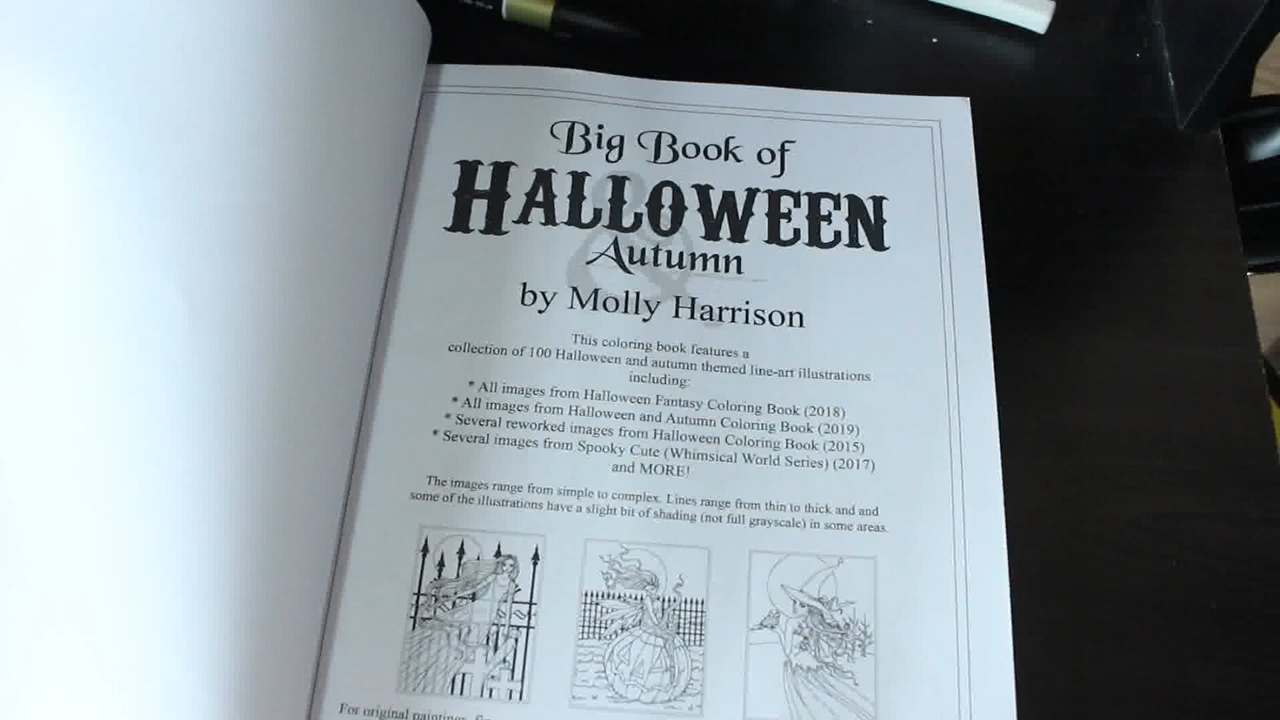 Big Book of
&
HALLOWEEN
Autumn
by Molly Harrison
This coloring book features a
collection of 100 Halloween and autumn themed line-art illustrations
including:
* All images from Halloween Fantasy Coloring Book (2018)
* All images from Halloween and Autumn Coloring Book (2019)
* Several reworked images from Halloween Coloring Book (2015)
* Several images from Spooky Cute (Whimsical World Series) (2017)
and MORE!
The images range from simple to complex. Lines range from thin to thick and and
some of the illustrations have a slight bit of shading (not full grayscale) in some areas.
For original paintings,